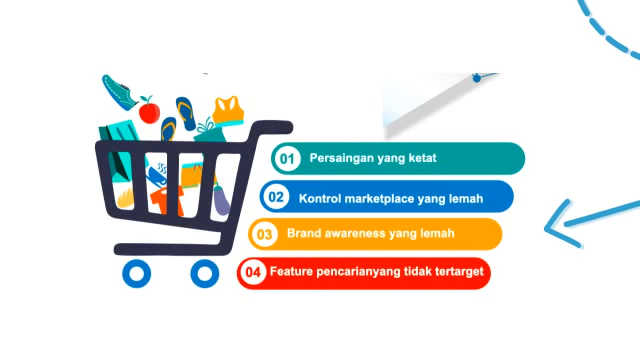 01 Persaingan yang ketat
02 Kontrol marketplace yang lemah
03 Brand awareness yang lemah
04 Feature pencarianyang tidak tertarget